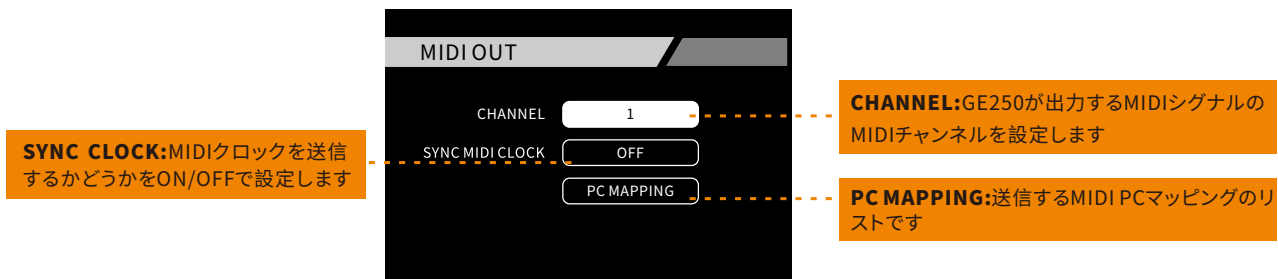 MIDI OUT
CHANNEL 1
SYNC MIDI CLOCK OFF
PC MAPPING
SYNC CLOCK:MIDIクロックを送信
するかどうかをON/OFFで設定します
CHANNEL:GE250が出力するMIDIシグナルの
MIDIチャンネルを設定します
PC MAPPING:送信するMIDI PCマッピングのリ
ストです